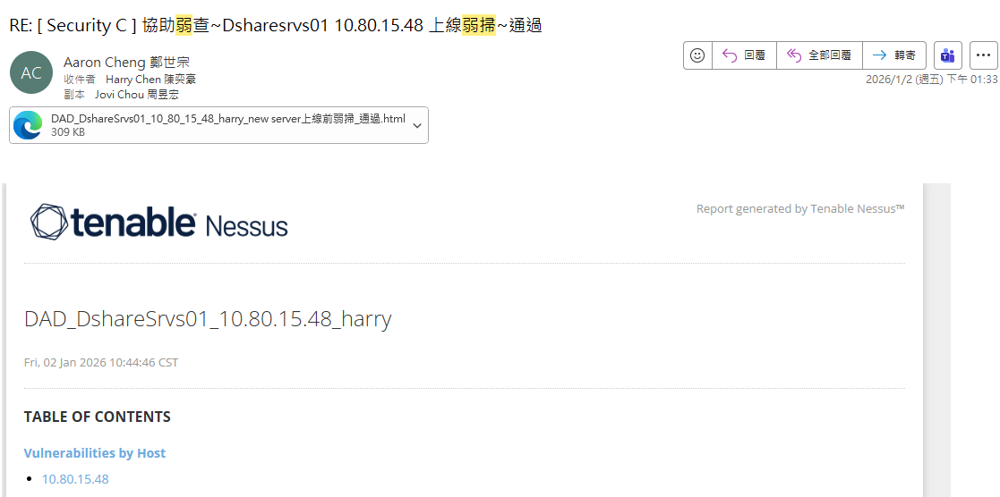 RE: [ Security C ] 協助弱查~Dsharesrvs01 10.80.15.48 上線弱掃~通過
AC
Aaron Cheng 鄭世宗
收件者 Harry Chen 陳奕豪
副本 Jovi Chou 周昱宏
回覆
全部回覆
轉寄
2026/1/2 (週五) 下午 01:33
DAD_DshareSrvs01_10_80_15_48_harry_new server上線前弱掃_通過.html
309 KB
tenable Nessus
Report generated by Tenable Nessus™
DAD_DshareSrvs01_10.80.15.48_harry
Fri, 02 Jan 2026 10:44:46 CST
TABLE OF CONTENTS
Vulnerabilities by Host
• 10.80.15.48